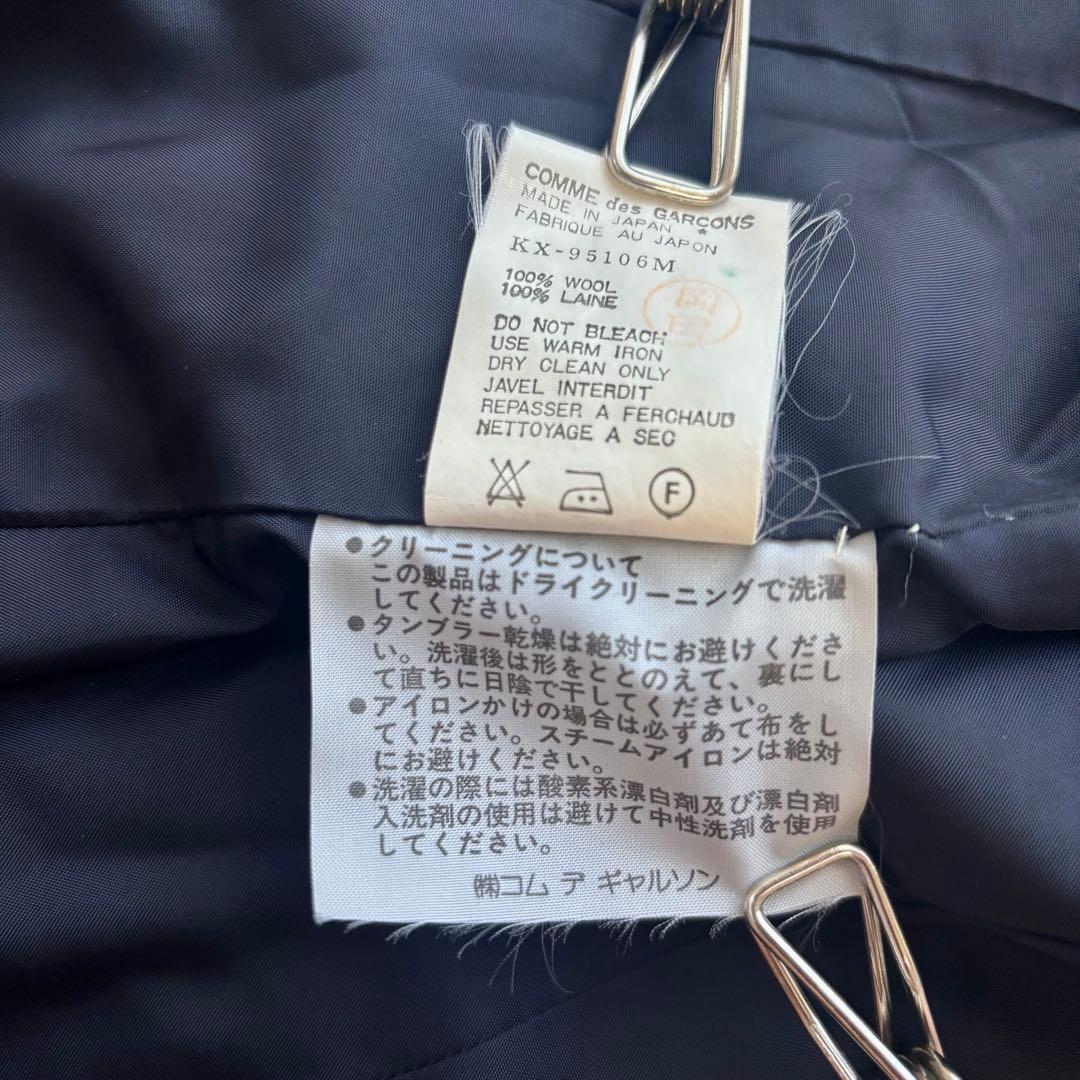 COMME des GARCONS
MADE IN JAPAN *
FABRIQUE AU JAPON
KX-95106M
100% WOOL
100% LAINE
DO NOT BLEACH
USE WARM IRON
DRY CLEAN ONLY
JAVEL INTERDIT
REPASSER A FERCHAUD
NETTOYAGE A SEC
F
●クリーニングについて
この製品はドライクリーニングで洗濯
してください。
●タンブラー乾燥は絶対にお避けくださ
い。洗濯後は形をととのえて、裏にし
て直ちに日陰で干してください。
●アイロンかけの場合は必ずあて布をし
てください。スチームアイロンは絶対
にお避けください。
●洗濯の際には酸素系漂白剤及び漂白剤
入洗剤の使用は避けて中性洗剤を使用
してください。
㈱コム デ ギャルソン